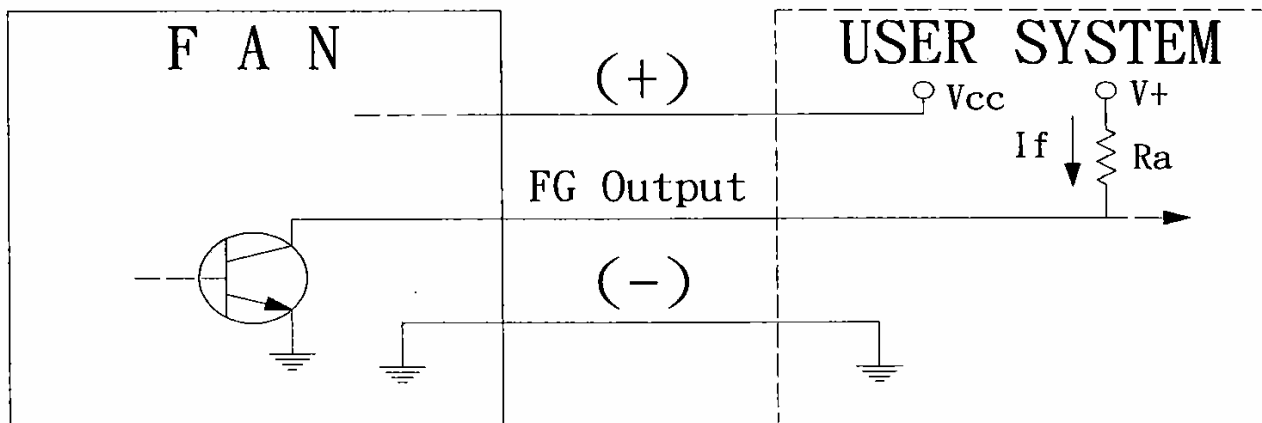 F A N
USER SYSTEM
(+)
Vcc
V+
If
Ra
FG Output
(-)